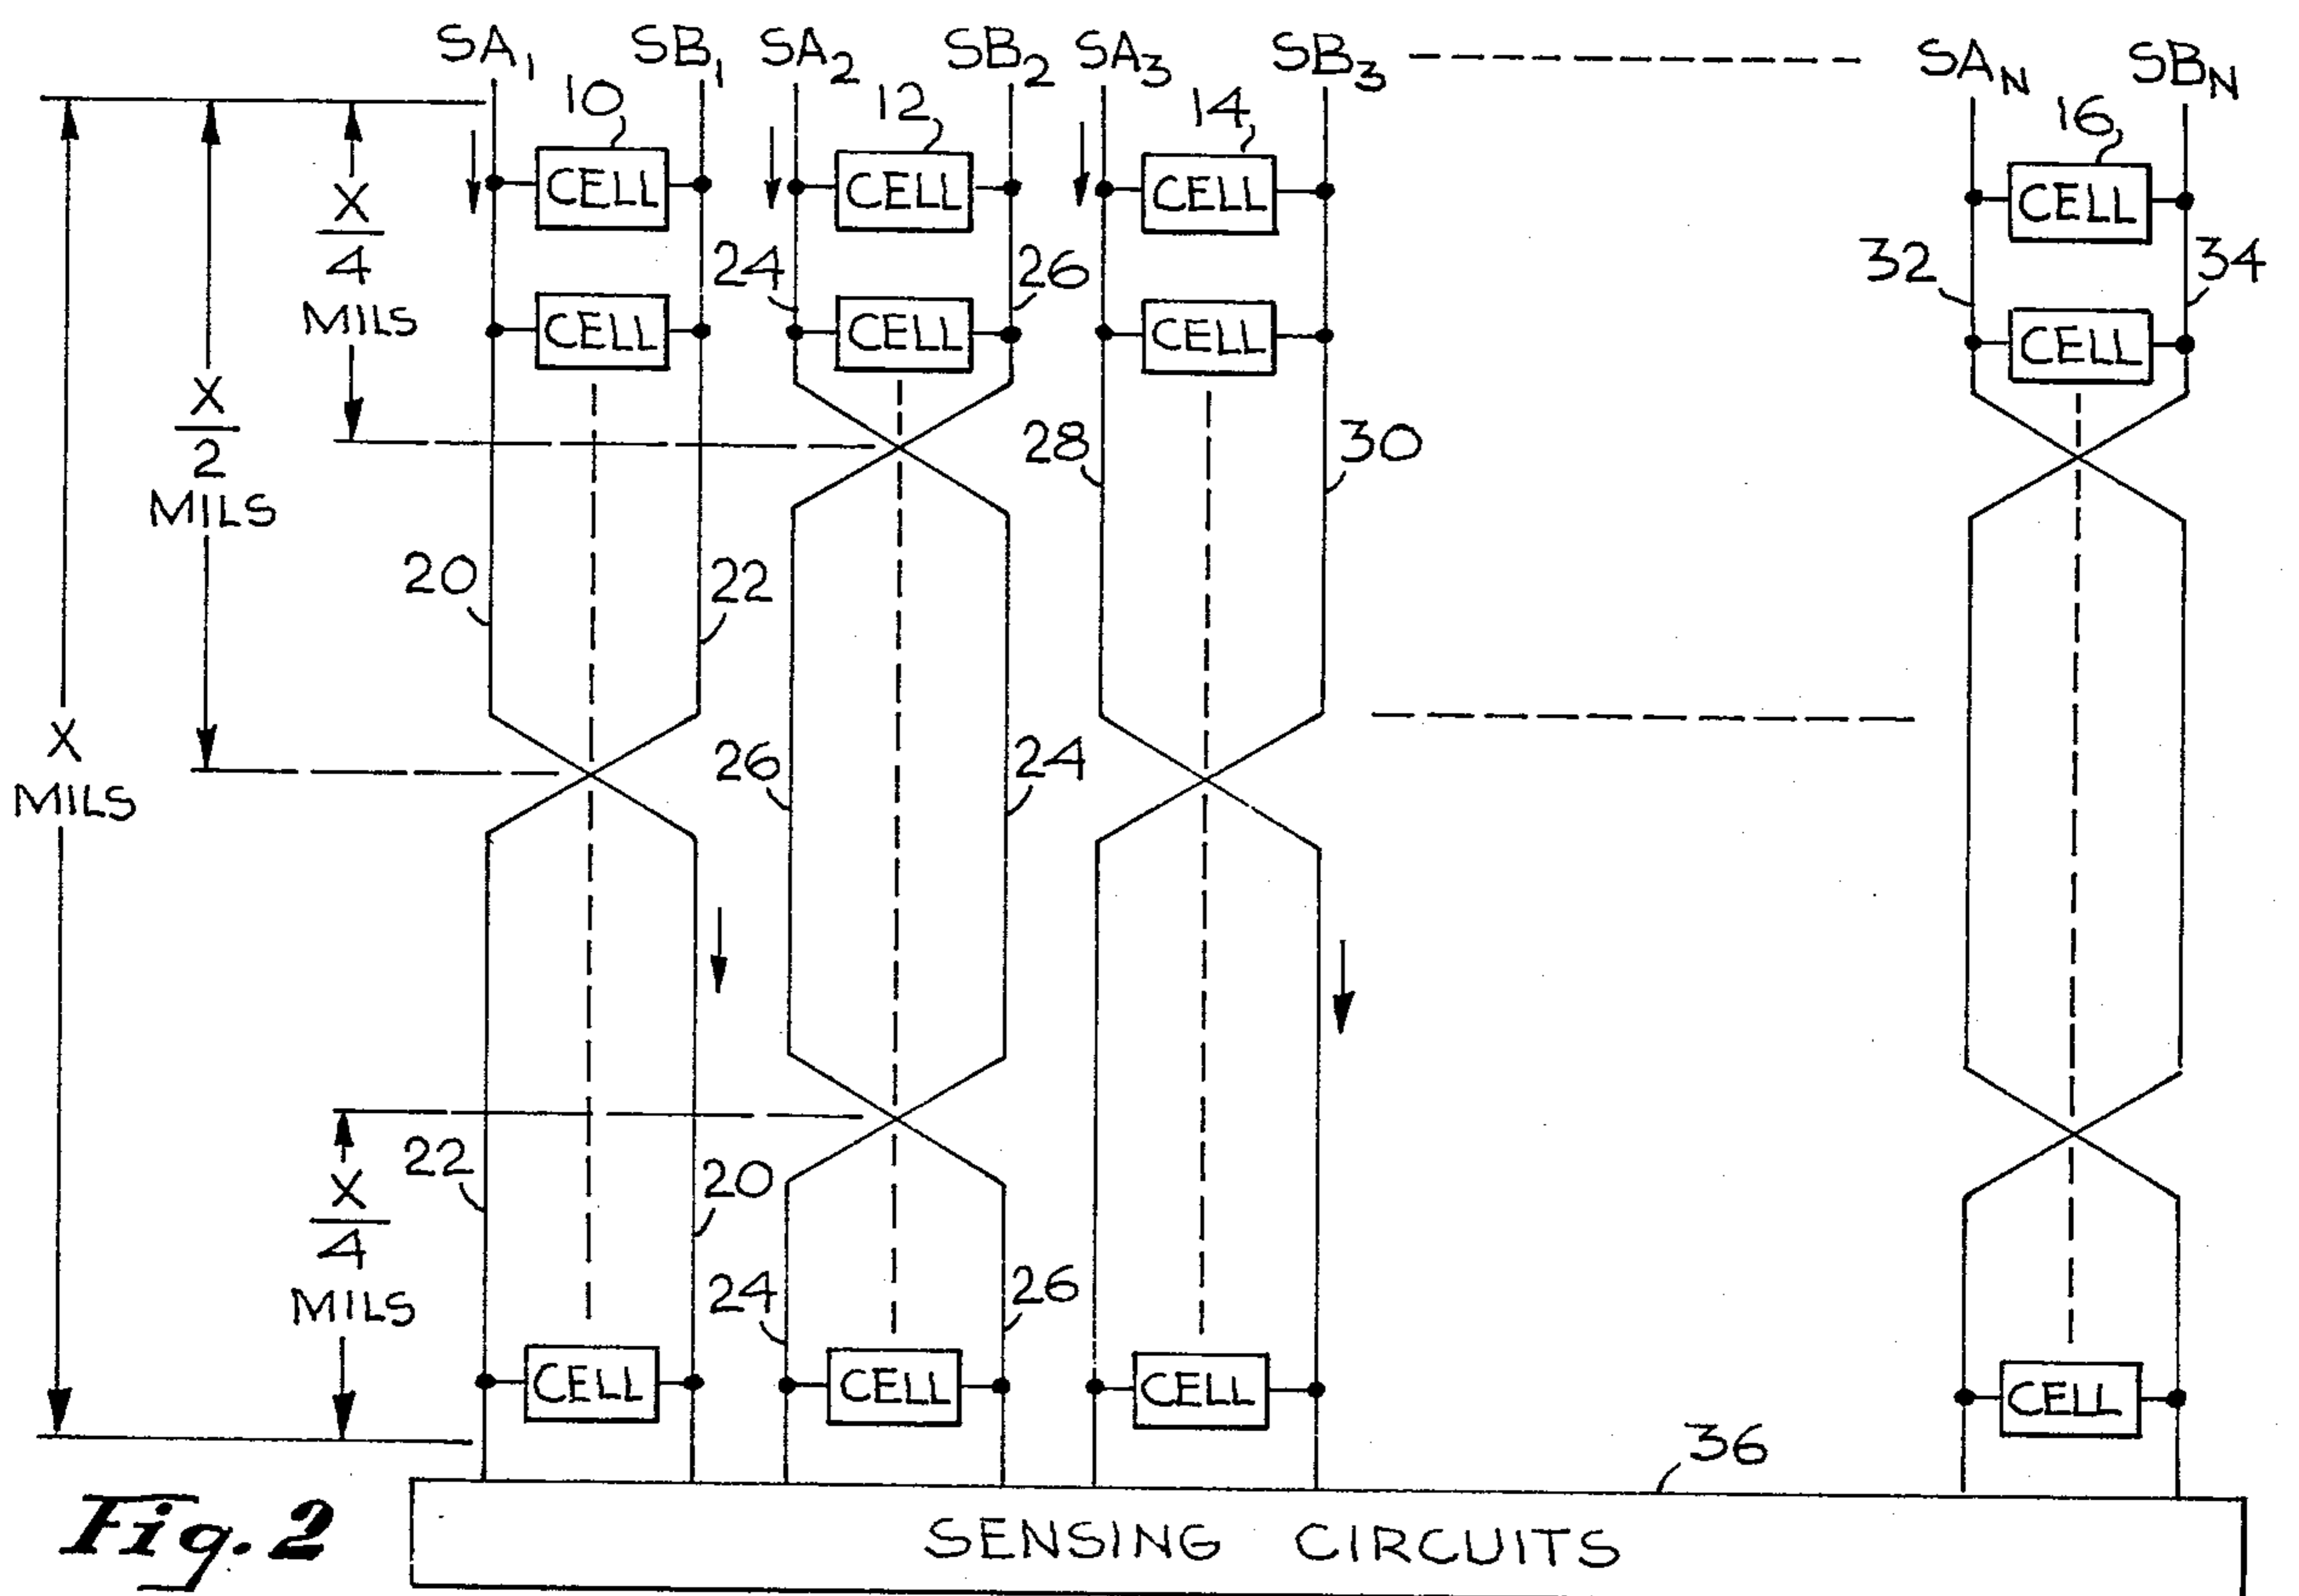 SA1 SB1 SA2 SB2 SA3 SB3 SAN SBN
10 12 14 16
CELL CELL CELL CELL
X/4 MILS
24 26 32 34
CELL CELL CELL CELL
X/2 MILS
28 30
20 22
X MILS
26 24
22 20
X/4 MILS
24 26
CELL CELL CELL CELL
36
Fig. 2
SENSING CIRCUITS